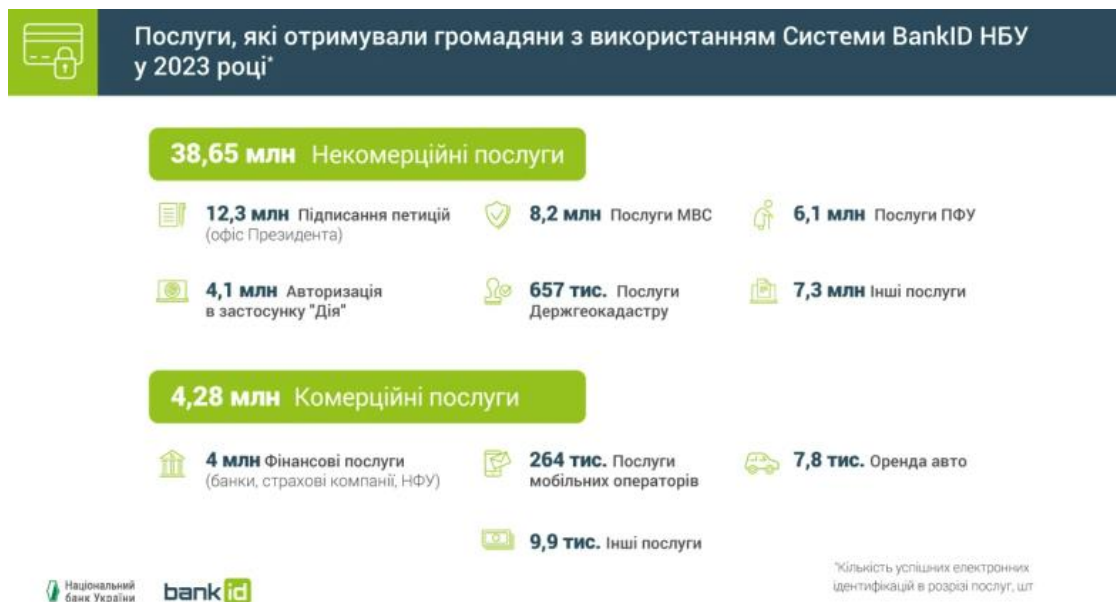 Послуги, які отримували громадяни з використанням Системи BankID НБУ
у 2023 році*
38,65 млн Некомерційні послуги
12,3 млн Підписання петицій
(офіс Президента)
8,2 млн Послуги МВС
6,1 млн Послуги ПФУ
4,1 млн Авторизація
в застосунку "Дія"
657 тис. Послуги
Держгеокадастру
7,3 млн Інші послуги
4,28 млн Комерційні послуги
4 млн Фінансові послуги
(банки, страхові компанії, НФУ)
264 тис. Послуги
мобільних операторів
7,8 тис. Оренда авто
9,9 тис. Інші послуги
Національний
банк України
bank id
*Кількість успішних електронних
ідентифікацій в розрізі послуг, шт